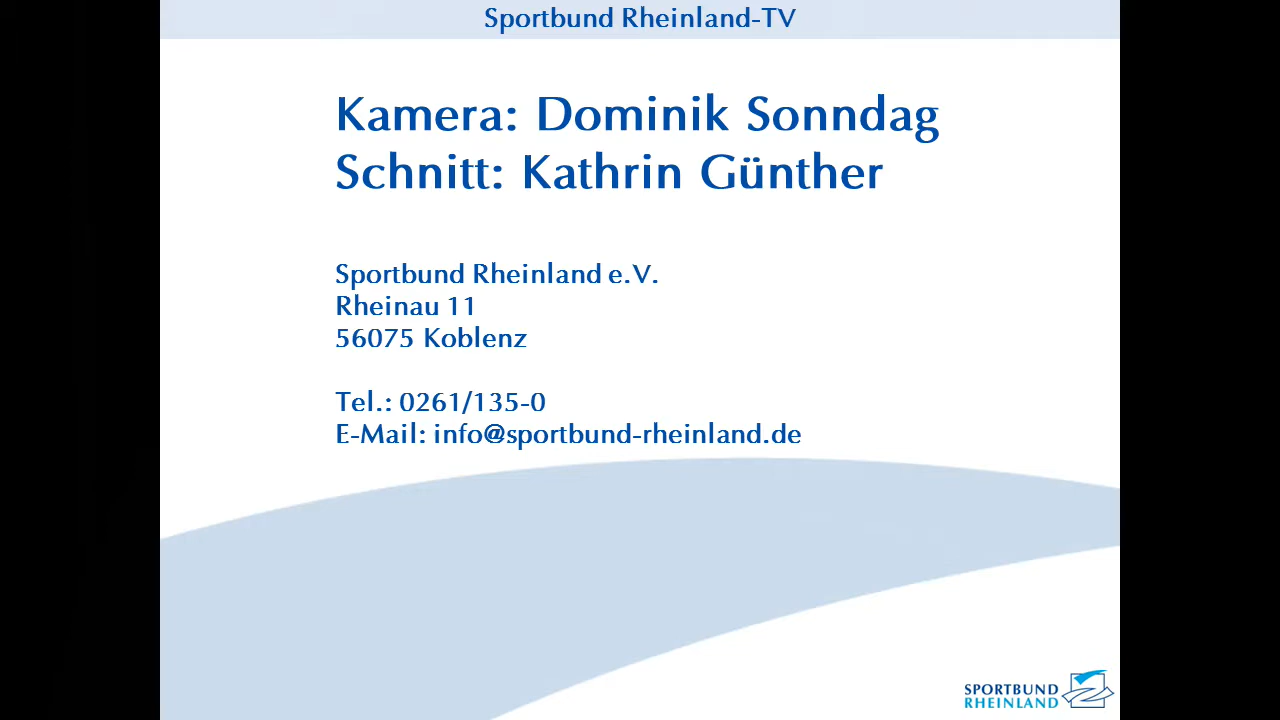 Sportbund Rheinland-TV
Kamera: Dominik Sonndag
Schnitt: Kathrin Günther
Sportbund Rheinland e.V.
Rheinau 11
56075 Koblenz
Tel.: 0261/135-0
E-Mail: info@sportbund-rheinland.de
SPORTBUND
RHEINLAND